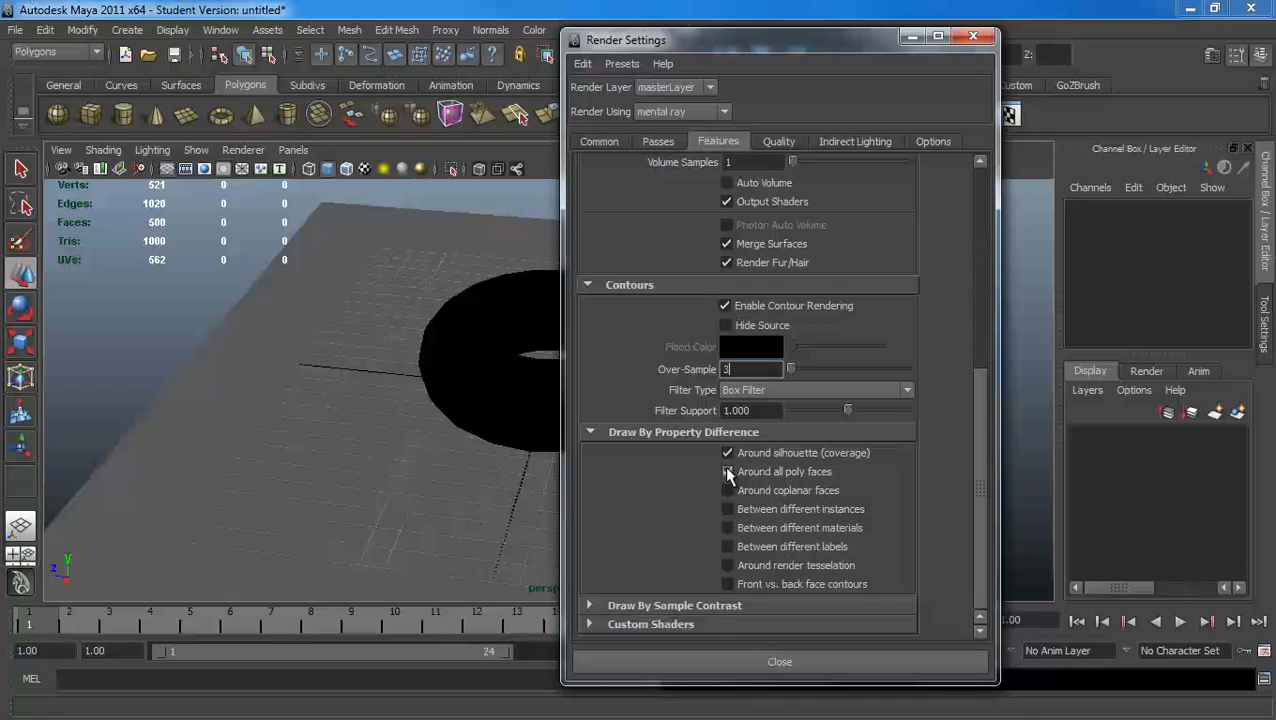 Autodesk Maya 2011 x64 - Student Version: untitled*
File Edit Modify Create Display Window Assets Select Mesh Edit Mesh Proxy Normals Color
Polygons Z:
General Curves Surfaces Polygons Subdivs Deformation Animation Dynamics Custom GoZBrush
View Shading Lighting Show Renderer Panels
Verts: 521 0 0
Edges: 1020 0 0
Faces: 500 0 0
Tris: 1000 0 0
UVs: 562 0 0
y
z
Render Settings
Edit Presets Help
Render Layer masterLayer
Render Using mental ray
Common Passes Features Quality Indirect Lighting Options
Volume Samples 1
Auto Volume
Output Shaders
Photon Auto Volume
Merge Surfaces
Render Fur/Hair
Contours
Enable Contour Rendering
Hide Source
Flood Color
Over-Sample 3
Filter Type Box Filter
Filter Support 1.000
Draw By Property Difference
Around silhouette (coverage)
Around all poly faces
Around coplanar faces
Between different instances
Between different materials
Between different labels
Around render tesselation
Front vs. back face contours
Draw By Sample Contrast
Custom Shaders
Close
Channel Box / Layer Editor
Channels Edit Object Show
Display Render Anim
Layers Options Help
Channel Box / Layer Editor
Tool Settings
1 2 3 4 5 6 7 8 9 10 11 12 13
1
1.00
1.00 1.00 1 24
No Anim Layer No Character Set
MEL